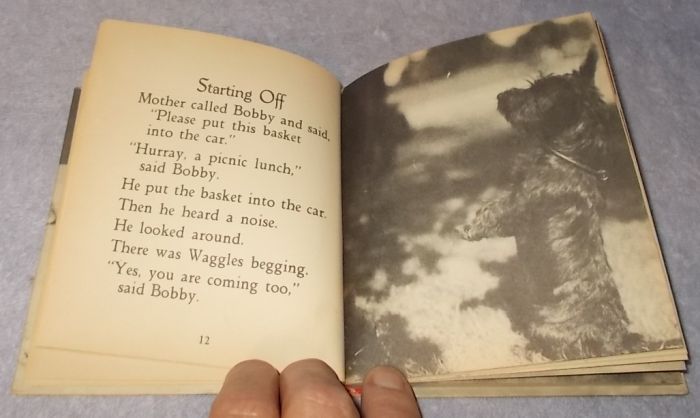 Starting Off
Mother called Bobby and said,
"Please put this basket
into the car."
"Hurray, a picnic lunch,"
said Bobby.
He put the basket into the car.
Then he heard a noise.
He looked around.
There was Waggles begging.
"Yes, you are coming too,"
said Bobby.
12